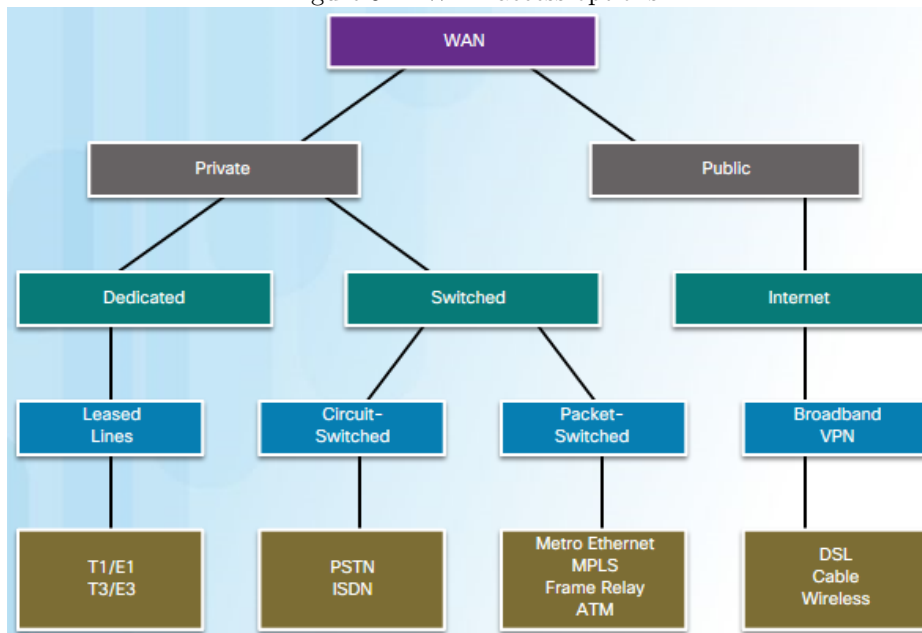 WAN
Private
Public
Dedicated
Switched
Internet
Leased
Lines
Circuit-
Switched
Packet-
Switched
Broadband
VPN
T1/E1
T3/E3
PSTN
ISDN
Metro Ethernet
MPLS
Frame Relay
ATM
DSL
Cable
Wireless